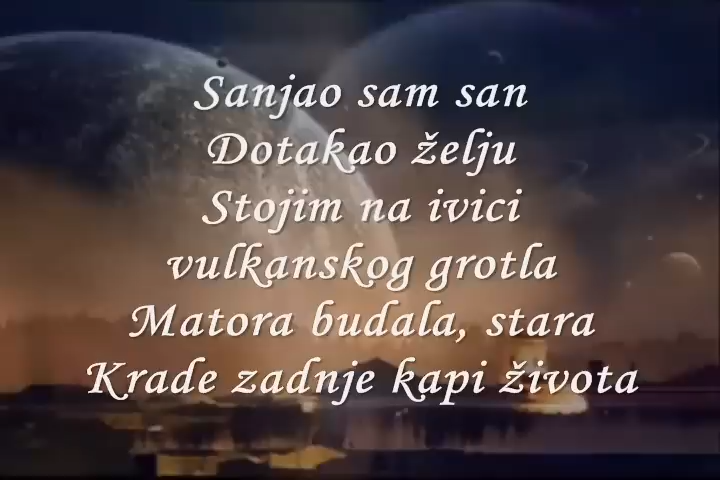 Sanjao sam san
Dotakao želju
Stojim na ivici
vulkanskog grotla
Matora budala, stara
Krade zadnje kapi života